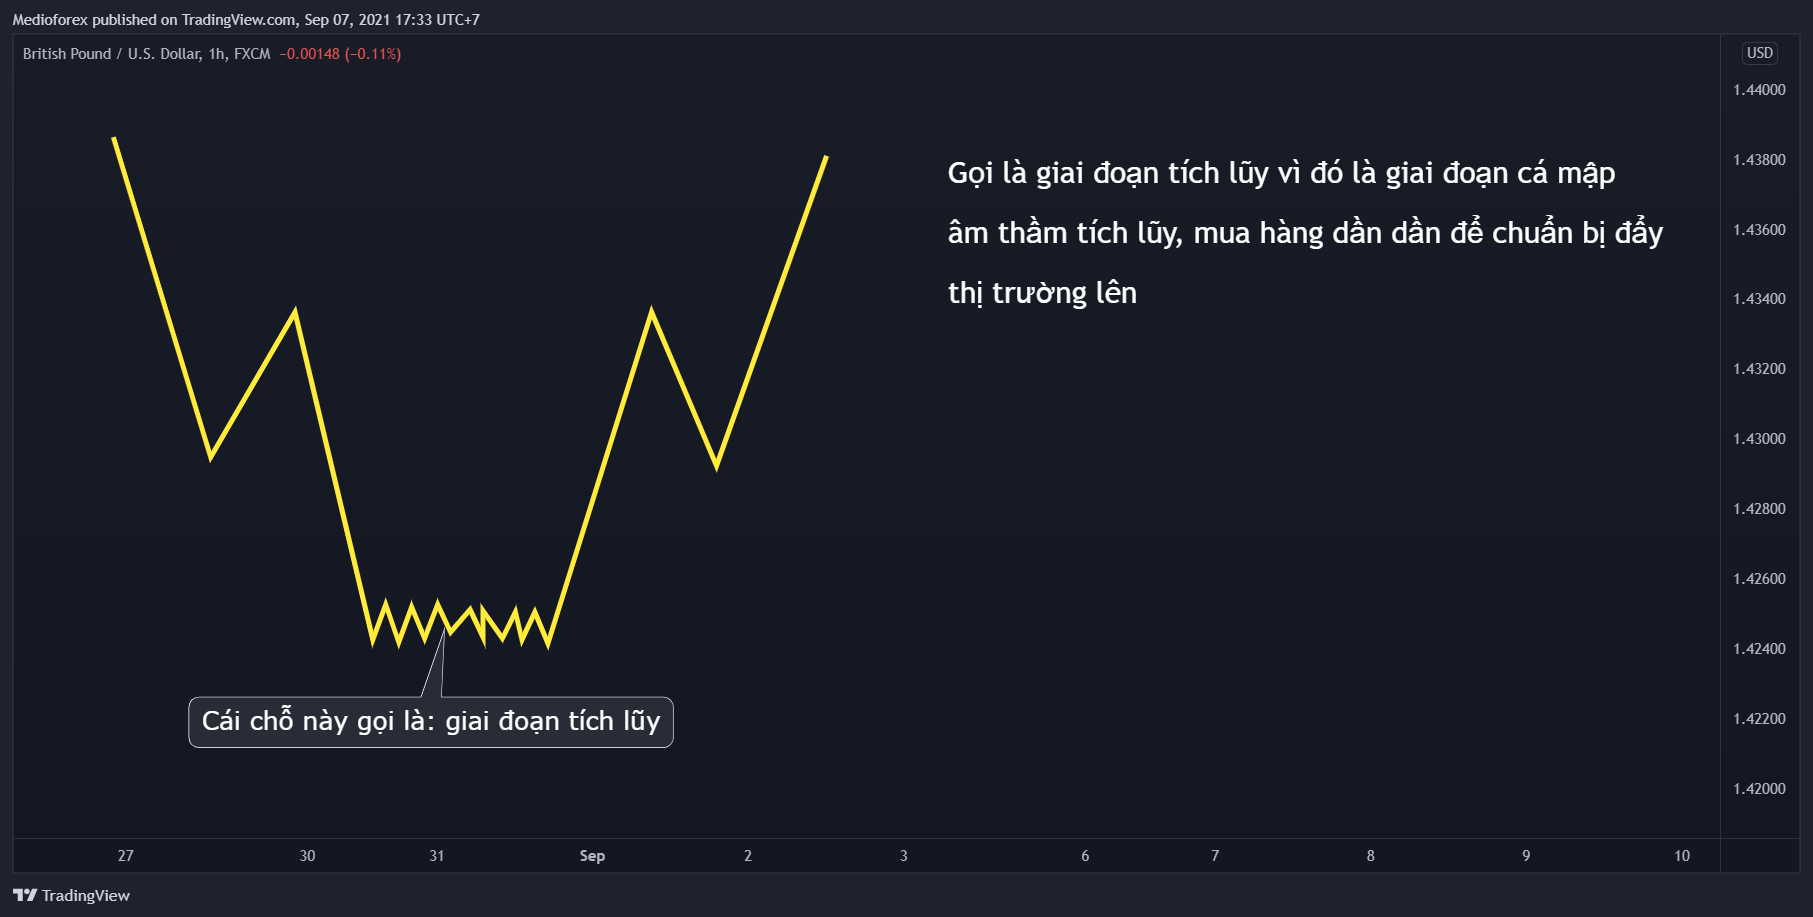 Medioforex published on TradingView.com, Sep 07, 2021 17:33 UTC+7
British Pound / U.S. Dollar, 1h, FXCM −0.00148 (−0.11%)
USD
1.44000
1.43800
Gọi là giai đoạn tích lũy vì đó là giai đoạn cá mập
âm thầm tích lũy, mua hàng dần dần để chuẩn bị đẩy
thị trường lên
1.43600
1.43400
1.43200
1.43000
1.42800
1.42600
1.42400
1.42200
1.42000
Cái chỗ này gọi là: giai đoạn tích lũy
27 30 31 Sep 2 3 6 7 8 9 10
TradingView